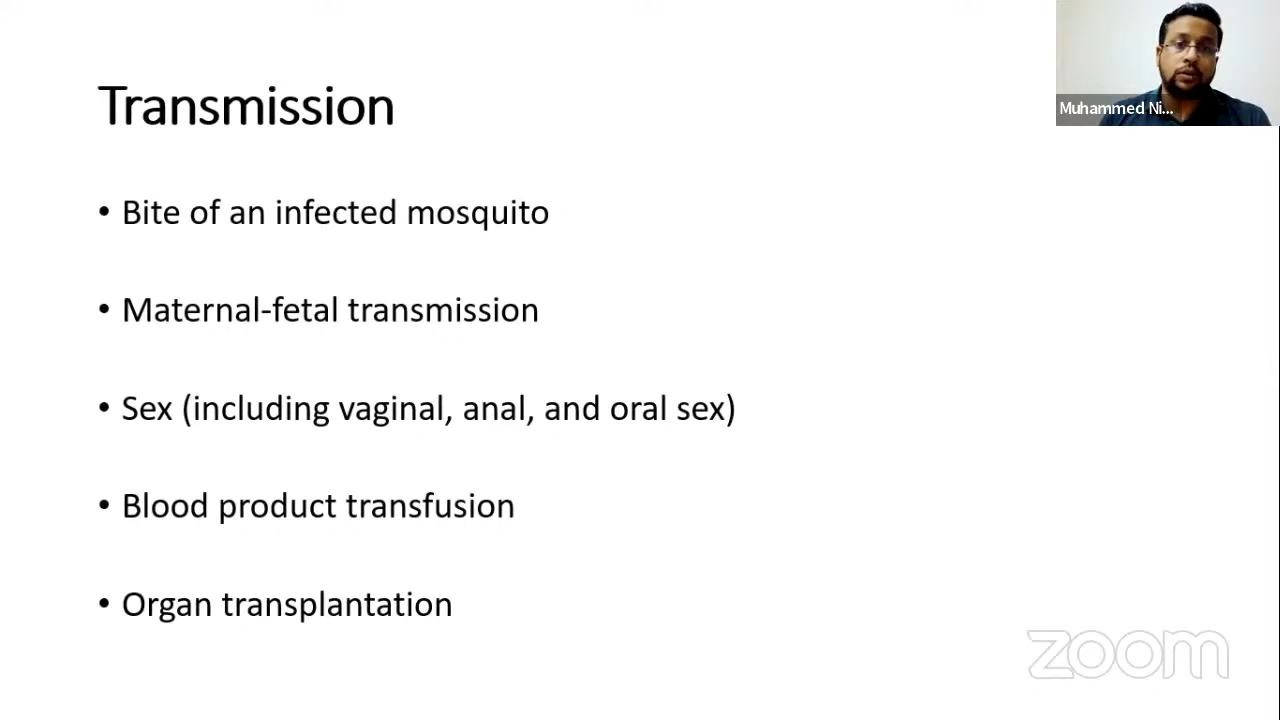 Muhammed Ni...
Transmission
• Bite of an infected mosquito
• Maternal-fetal transmission
• Sex (including vaginal, anal, and oral sex)
• Blood product transfusion
• Organ transplantation
zoom